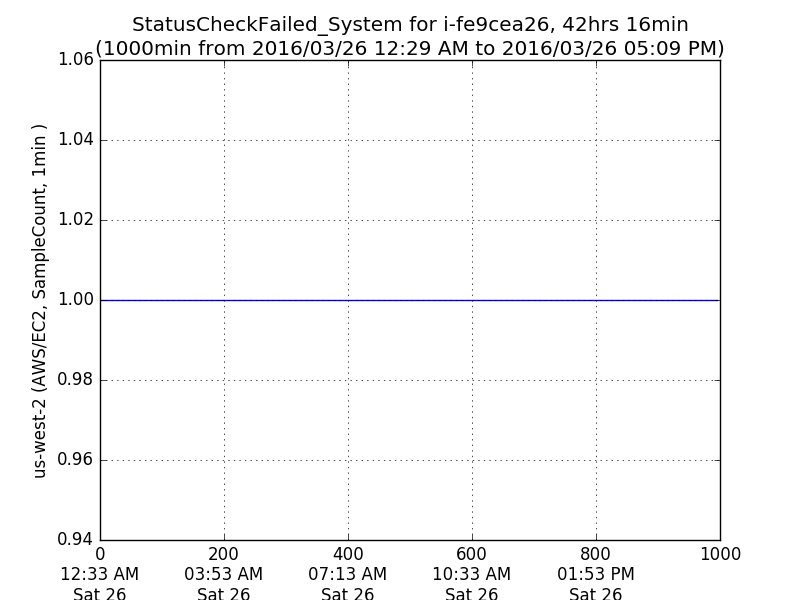 StatusCheckFailed_System for i-fe9cea26, 42hrs 16min
(1000min from 2016/03/26 12:29 AM to 2016/03/26 05:09 PM)
us-west-2 (AWS/EC2, SampleCount, 1min )
1.06
1.04
1.02
1.00
0.98
0.96
0.94
0 200 400 600 800 1000
12:33 AM 03:53 AM 07:13 AM 10:33 AM 01:53 PM
Sat 26 Sat 26 Sat 26 Sat 26 Sat 26